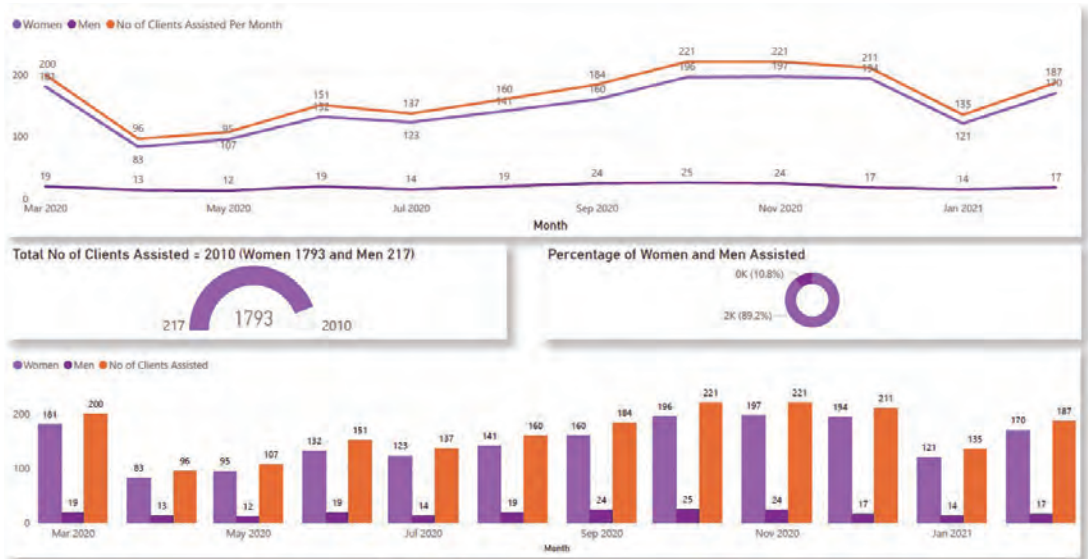 Women Men No of Clients Assisted Per Month
200
200 181 96 83 95 107 151 132 137 123 160 141 184 160 221 196 221 197 211 194 135 121 187 170
100
19 13 12 19 14 19 24 25 24 17 14 17
0
Mar 2020 May 2020 Jul 2020 Sep 2020 Nov 2020 Jan 2021
Month
Total No of Clients Assisted = 2010 (Women 1793 and Men 217)
217 1793 2010
Percentage of Women and Men Assisted
0K (10.8%)
2K (89.2%)
Women Men No of Clients Assisted
200
100
0
181 19 200 83 13 96 95 12 107 132 19 151 123 14 137 141 19 160 160 24 184 196 25 221 197 24 221 194 17 211 121 14 135 170 17 187
Mar 2020 May 2020 Jul 2020 Sep 2020 Nov 2020 Jan 2021
Month